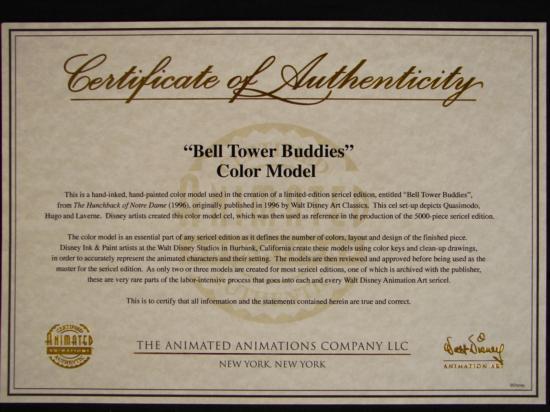 Certificate of Authenticity
“Bell Tower Buddies”
Color Model
This is a hand-inked, hand-painted color model used in the creation of a limited-edition sericel edition, entitled “Bell Tower Buddies”,
from The Hunchback of Notre Dame (1996), originally published in 1996 by Walt Disney Art Classics. This cel set-up depicts Quasimodo,
Hugo and Laverne. Disney artists created this color model cel, which was then used as reference in the production of the 5000-piece sericel edition.
The color model is an essential part of any sericel edition as it defines the number of colors, layout and design of the finished piece.
Disney Ink & Paint artists at the Walt Disney Studios in Burbank, California create these models using color keys and clean-up drawings,
in order to accurately represent the animated characters and their setting. The models are then reviewed and approved before being used as the
master for the sericel edition. As only two or three models are created for most sericel editions, one of which is archived with the publisher,
these are very rare parts of the labor-intensive process that goes into each and every Walt Disney Animation Art sericel.
This is to certify that all information and the statements contained herein are true and correct.
CERTIFIED
ANIMATED
ANIMATIONS
AUTHENTIC
THE ANIMATED ANIMATIONS COMPANY LLC
NEW YORK, NEW YORK
Walt Disney
ANIMATION ART
©Disney